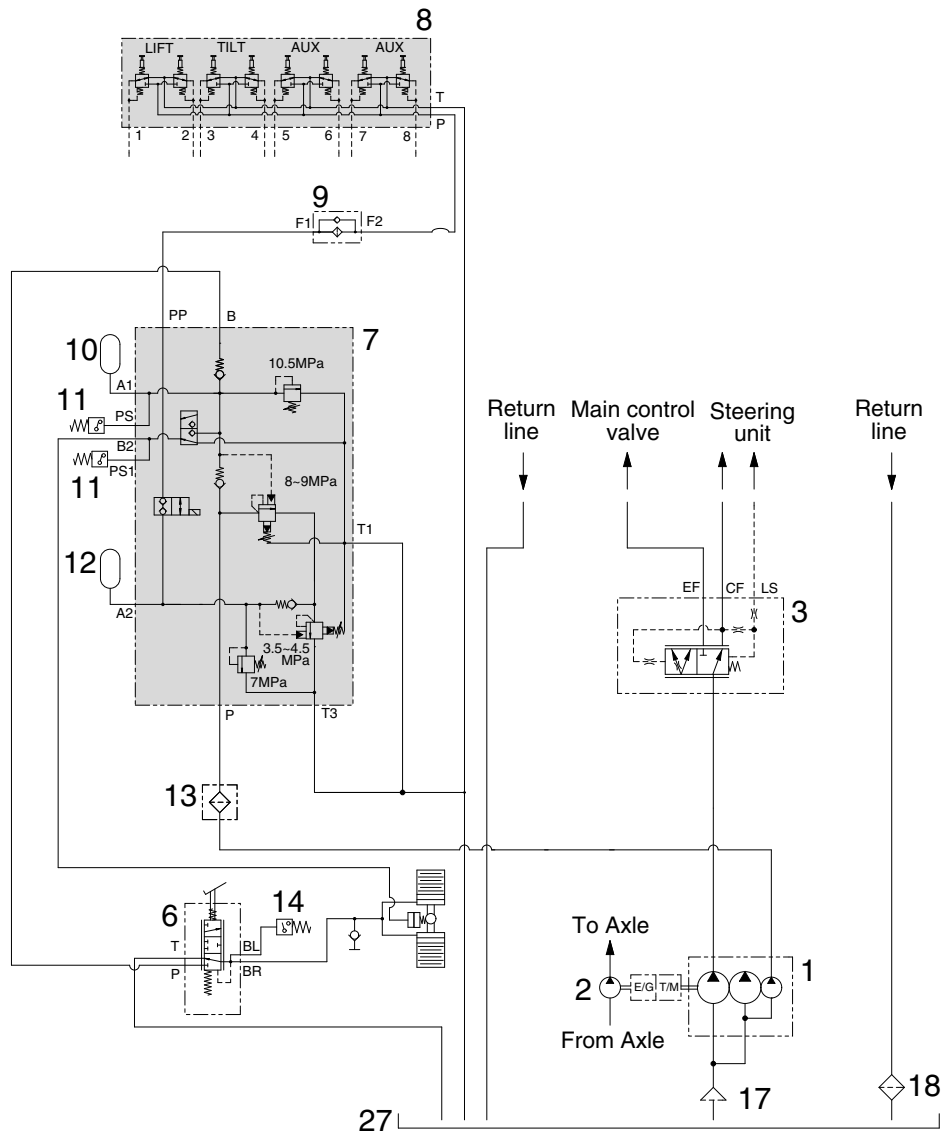 8
LIFT TILT AUX AUX
T
P
1 2 3 4 5 6 7 8
9
F1 F2
PP B
7
10
10.5MPa
A1
11
PS
B2
11
PS1
8~9MPa
T1
12
A2
3.5~4.5
MPa
7MPa
P T3
Return
line
Main control
valve
Steering
unit
Return
line
EF CF LS
3
13
6
14
T
P
BL
BR
To Axle
2
E/G T/M
1
From Axle
17
18
27